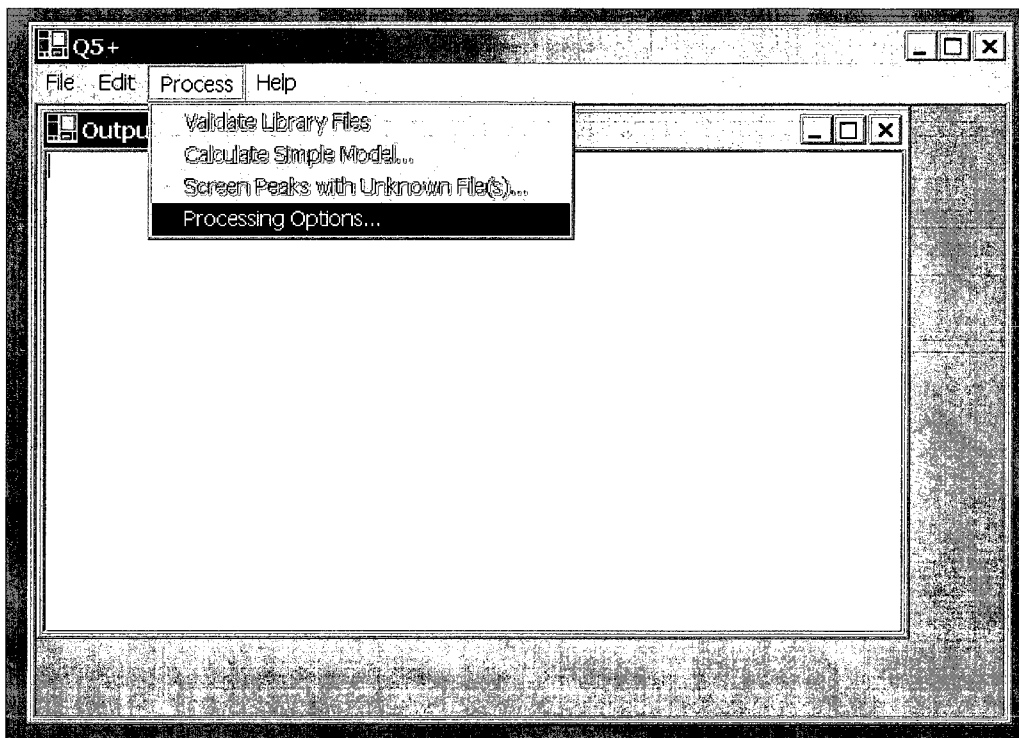 Q5+
File Edit Process Help
Outpu
Validate Library Files
Calculate Simple Model...
Screen Peaks with Unknown File(s)...
Processing Options...